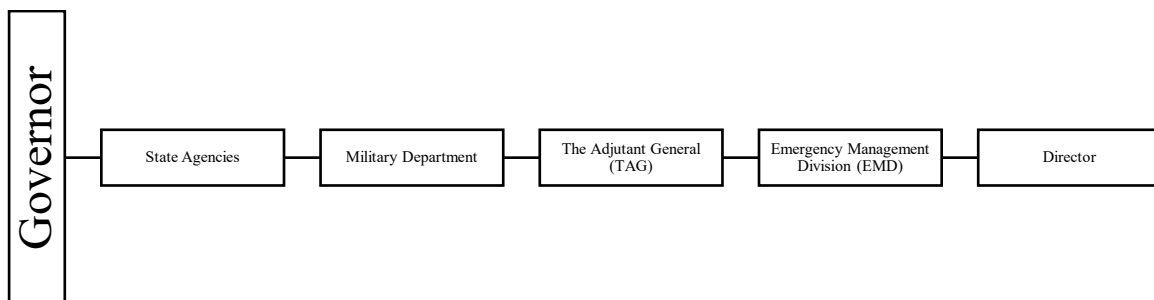 Governor
State Agencies
Military Department
The Adjutant General
(TAG)
Emergency Management
Division (EMD)
Director